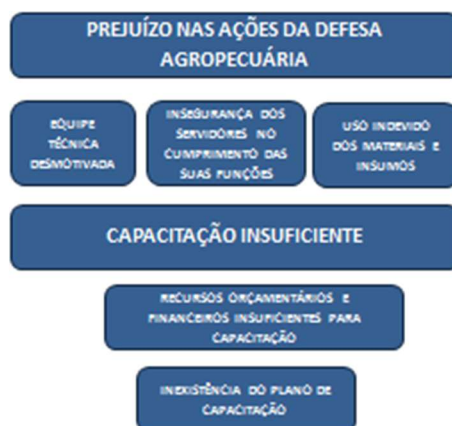 PREJUÍZO NAS AÇÕES DA DEFESA
AGROPECUÁRIA
EQUIPE
TÉCNICA
DESMOTIVADA
INSEGURANÇA DOS
SERVIDORES NO
CUMPRIMENTO DAS
SUAS FUNÇÕES
USO INDEVIDO
DOS MATERIAIS E
INSUMOS
CAPACITAÇÃO INSUFICIENTE
RECURSOS ORÇAMENTÁRIOS E
FINANCEIROS INSUFICIENTES PARA
CAPACITAÇÃO
INEXISTÊNCIA DO PLANO DE
CAPACITAÇÃO